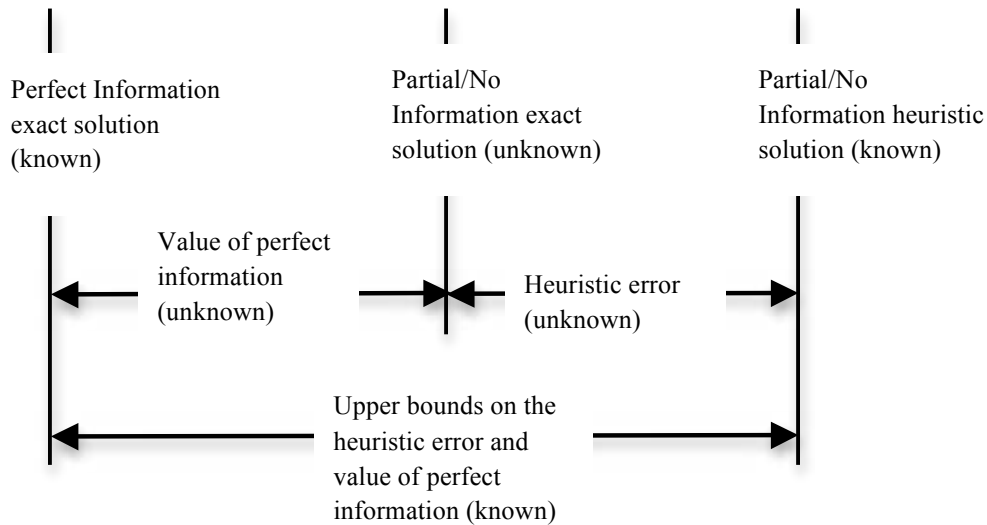 Perfect Information
exact solution
(known)
Partial/No
Information exact
solution (unknown)
Partial/No
Information heuristic
solution (known)
Value of perfect
information
(unknown)
Heuristic error
(unknown)
Upper bounds on the
heuristic error and
value of perfect
information (known)